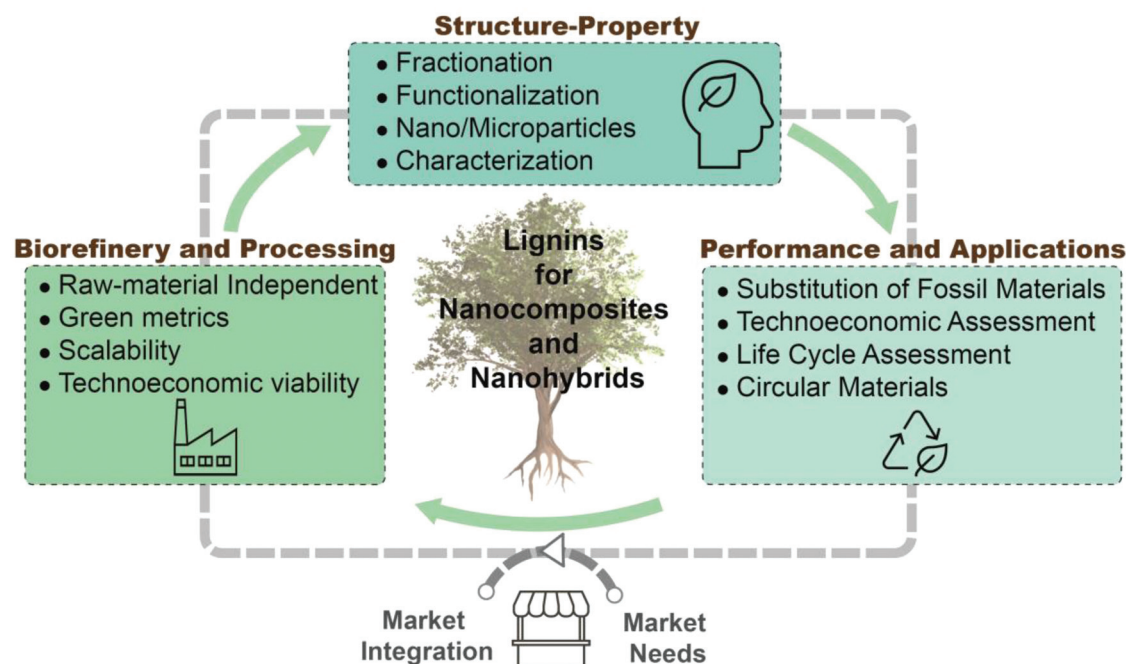 Structure-Property
• Fractionation
• Functionalization
• Nano/Microparticles
• Characterization
Biorefinery and Processing
• Raw-material Independent
• Green metrics
• Scalability
• Technoeconomic viability
Lignins
for
Nanocomposites
and
Nanohybrids
Performance and Applications
• Substitution of Fossil Materials
• Technoeconomic Assessment
• Life Cycle Assessment
• Circular Materials
Market
Integration
Market
Needs